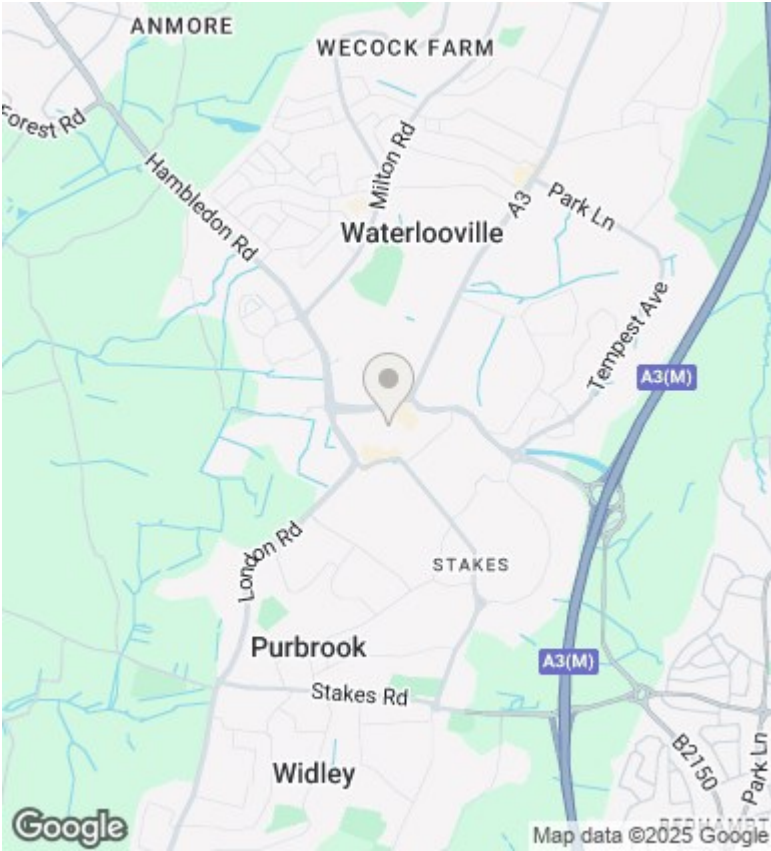 ANMORE
WECOCK FARM
Forest Rd
Hambledon Rd
Milton Rd
A3
Park Ln
Waterlooville
Tempest Ave
A3(M)
London Rd
STAKES
Purbrook
A3(M)
Stakes Rd
B2150
Park Ln
Widley
Google
Map data ©2025 Google